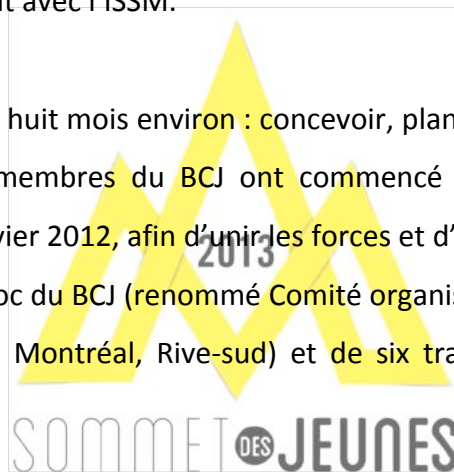 t avec l'ISSM.
huit mois environ : concevoir, plan
membres du BCJ ont commencé
vier 2012, afin d'unir les forces et d'
2013
oc du BCJ (renommé Comité organis
Montréal, Rive-sud) et de six tra
SOMMET DES JEUNES